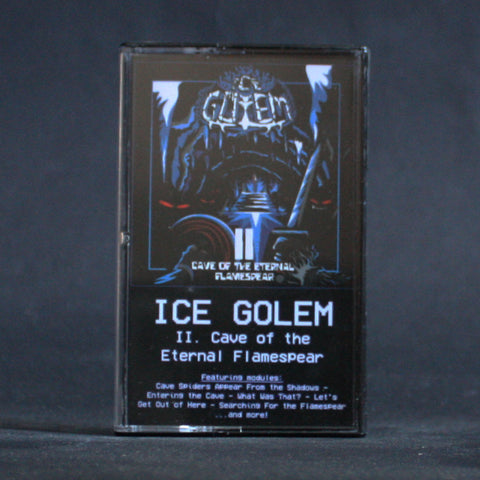 ICE
GOLEM
II
CAVE OF THE ETERNAL
FLAMESPEAR
ICE GOLEM
II. Cave of the
Eternal Flamespear
Featuring modules:
Cave Spiders Appear From the Shadows -
Entering the Cave - What Was That? - Let's
Get Out of Here - Searching For the Flamespear
...and more!